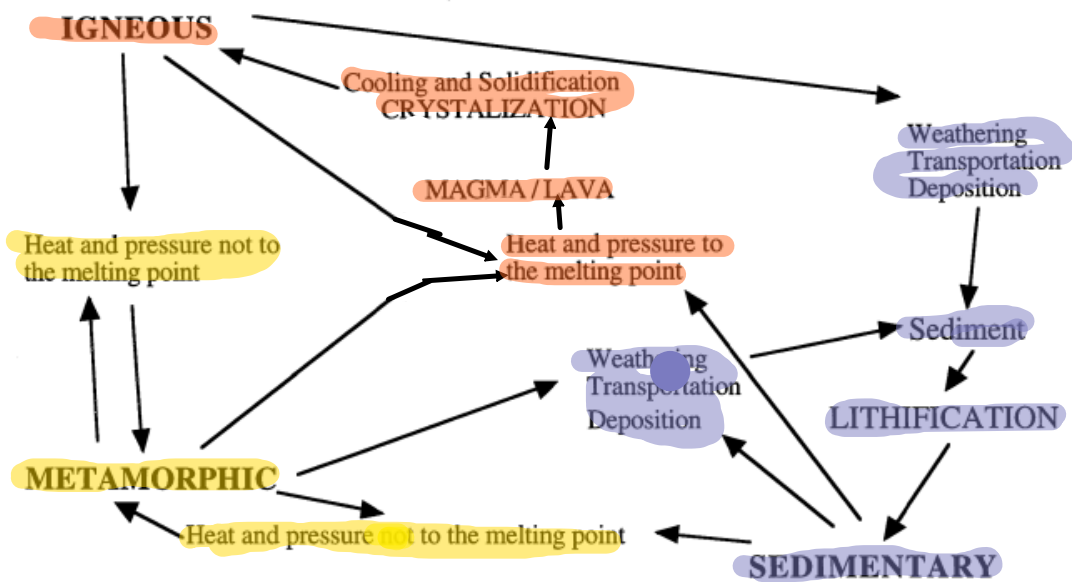 IGNEOUS
Cooling and Solidification
CRYSTALIZATION
Weathering
Transportation
Deposition
MAGMA / LAVA
Heat and pressure not to
the melting point
Heat and pressure to
the melting point
Sediment
Weathering
Transportation
Deposition
LITHIFICATION
METAMORPHIC
Heat and pressure not to the melting point
SEDIMENTARY